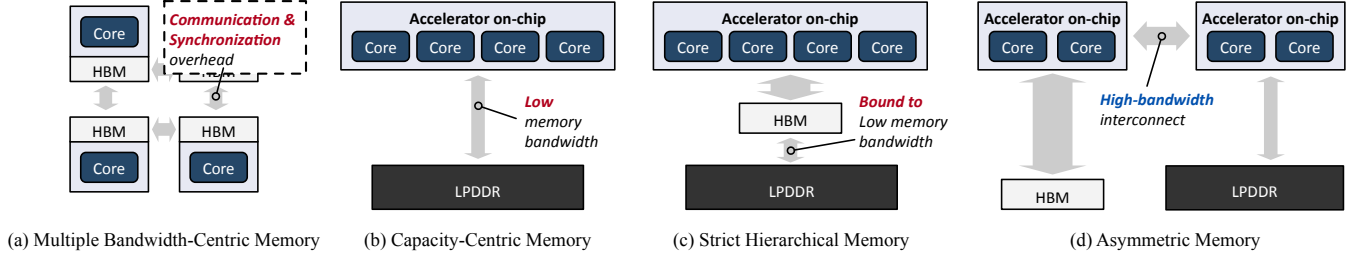 Core
HBM
Communication &
Synchronization
overhead
HBM
HBM
HBM
Core
Core
(a) Multiple Bandwidth-Centric Memory
Accelerator on-chip
Core Core Core Core
Low
memory
bandwidth
LPDDR
(b) Capacity-Centric Memory
Accelerator on-chip
Core Core Core Core
HBM
Bound to
Low memory
bandwidth
LPDDR
(c) Strict Hierarchical Memory
Accelerator on-chip
Core Core
Accelerator on-chip
Core Core
High-bandwidth
interconnect
HBM
LPDDR
(d) Asymmetric Memory